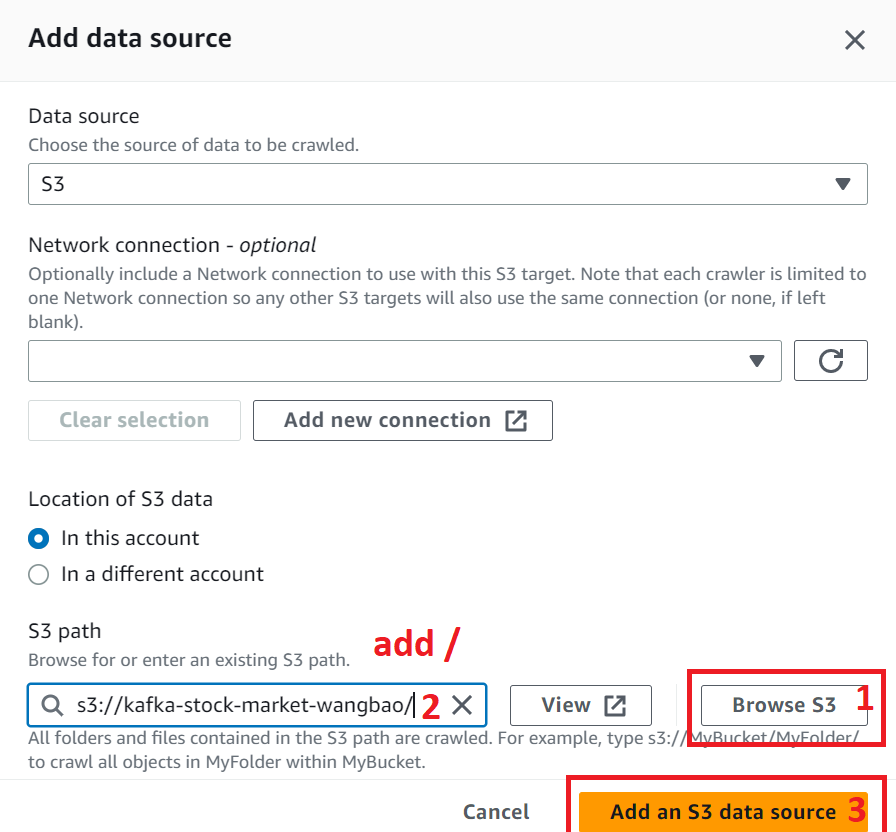 Add data source
Data source
Choose the source of data to be crawled.
S3
Network connection - optional
Optionally include a Network connection to use with this S3 target. Note that each crawler is limited to
one Network connection so any other S3 targets will also use the same connection (or none, if left
blank).
Clear selection
Add new connection
Location of S3 data
In this account
In a different account
S3 path
add /
Browse for or enter an existing S3 path.
s3://kafka-stock-market-wangbao/ 2
View
Browse S3 1
All folders and files contained in the S3 path are crawled. For example, type s3://MyBucket/MyFolder/
to crawl all objects in MyFolder within MyBucket.
Cancel
Add an S3 data source 3